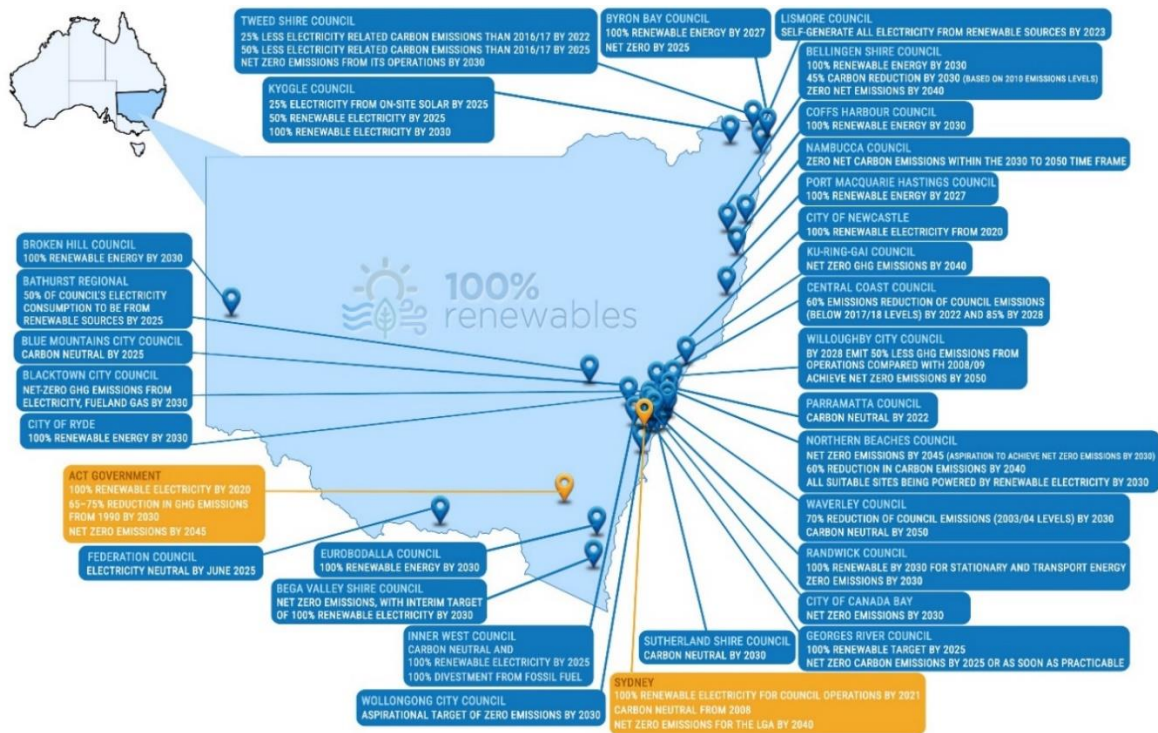 TWEED SHIRE COUNCIL
25% LESS ELECTRICITY RELATED CARBON EMISSIONS THAN 2016/17 BY 2022
50% LESS ELECTRICITY RELATED CARBON EMISSIONS THAN 2016/17 BY 2025
NET ZERO EMISSIONS FROM ITS OPERATIONS BY 2030
BYRON BAY COUNCIL
100% RENEWABLE ENERGY BY 2027
NET ZERO BY 2025
LISMORE COUNCIL
SELF-GENERATE ALL ELECTRICITY FROM RENEWABLE SOURCES BY 2023
BELLINGEN SHIRE COUNCIL
100% RENEWABLE ENERGY BY 2030
45% CARBON REDUCTION BY 2030 (BASED ON 2010 EMISSIONS LEVELS)
ZERO NET EMISSIONS BY 2040
KYOGLE COUNCIL
25% ELECTRICITY FROM ON-SITE SOLAR BY 2025
50% RENEWABLE ELECTRICITY BY 2025
100% RENEWABLE ELECTRICITY BY 2030
COFFS HARBOUR COUNCIL
100% RENEWABLE ENERGY BY 2030
NAMBUCCA COUNCIL
ZERO NET CARBON EMISSIONS WITHIN THE 2030 TO 2050 TIME FRAME
PORT MACQUARIE HASTINGS COUNCIL
100% RENEWABLE ENERGY BY 2027
CITY OF NEWCASTLE
100% RENEWABLE ELECTRICITY FROM 2020
KU-RING-GAI COUNCIL
NET ZERO GHG EMISSIONS BY 2040
CENTRAL COAST COUNCIL
60% EMISSIONS REDUCTION OF COUNCIL EMISSIONS
(BELOW 2017/18 LEVELS) BY 2022 AND 85% BY 2028
WILLOUGHBY CITY COUNCIL
BY 2028 EMIT 50% LESS GHG EMISSIONS FROM
OPERATIONS COMPARED WITH 2008/09
ACHIEVE NET ZERO EMISSIONS BY 2050
PARRAMATTA COUNCIL
CARBON NEUTRAL BY 2022
NORTHERN BEACHES COUNCIL
NET ZERO EMISSIONS BY 2045 (ASPIRATION TO ACHIEVE NET ZERO EMISSIONS BY 2030)
60% REDUCTION IN CARBON EMISSIONS BY 2040
ALL SUITABLE SITES BEING POWERED BY RENEWABLE ELECTRICITY BY 2030
WAVERLEY COUNCIL
70% REDUCTION OF COUNCIL EMISSIONS (2003/04 LEVELS) BY 2030
CARBON NEUTRAL BY 2050
RANDWICK COUNCIL
100% RENEWABLE BY 2030 FOR STATIONARY AND TRANSPORT ENERGY
ZERO EMISSIONS BY 2030
CITY OF CANADA BAY
NET ZERO EMISSIONS BY 2030
GEORGES RIVER COUNCIL
100% RENEWABLE TARGET BY 2025
NET ZERO CARBON EMISSIONS BY 2025 OR AS SOON AS PRACTICABLE
100%
renewables
BROKEN HILL COUNCIL
100% RENEWABLE ENERGY BY 2030
BATHURST REGIONAL
50% OF COUNCIL'S ELECTRICITY
CONSUMPTION TO BE FROM
RENEWABLE SOURCES BY 2025
BLUE MOUNTAINS CITY COUNCIL
CARBON NEUTRAL BY 2025
BLACKTOWN CITY COUNCIL
NET-ZERO GHG EMISSIONS FROM
ELECTRICITY, FUELAND GAS BY 2030
CITY OF RYDE
100% RENEWABLE ENERGY BY 2030
ACT GOVERNMENT
100% RENEWABLE ELECTRICITY BY 2020
65–75% REDUCTION IN GHG EMISSIONS
FROM 1990 BY 2030
NET ZERO EMISSIONS BY 2045
FEDERATION COUNCIL
ELECTRICITY NEUTRAL BY JUNE 2025
EUROBODALLA COUNCIL
100% RENEWABLE ENERGY BY 2030
BEGA VALLEY SHIRE COUNCIL
NET ZERO EMISSIONS, WITH INTERIM TARGET
OF 100% RENEWABLE ELECTRICITY BY 2030
INNER WEST COUNCIL
CARBON NEUTRAL AND
100% RENEWABLE ELECTRICITY BY 2025
100% DIVESTMENT FROM FOSSIL FUEL
WOLLONGONG CITY COUNCIL
ASPIRATIONAL TARGET OF ZERO EMISSIONS BY 2030
SUTHERLAND SHIRE COUNCIL
CARBON NEUTRAL BY 2030
SYDNEY
100% RENEWABLE ELECTRICITY FOR COUNCIL OPERATIONS BY 2021
CARBON NEUTRAL FROM 2008
NET ZERO EMISSIONS FOR THE LGA BY 2040